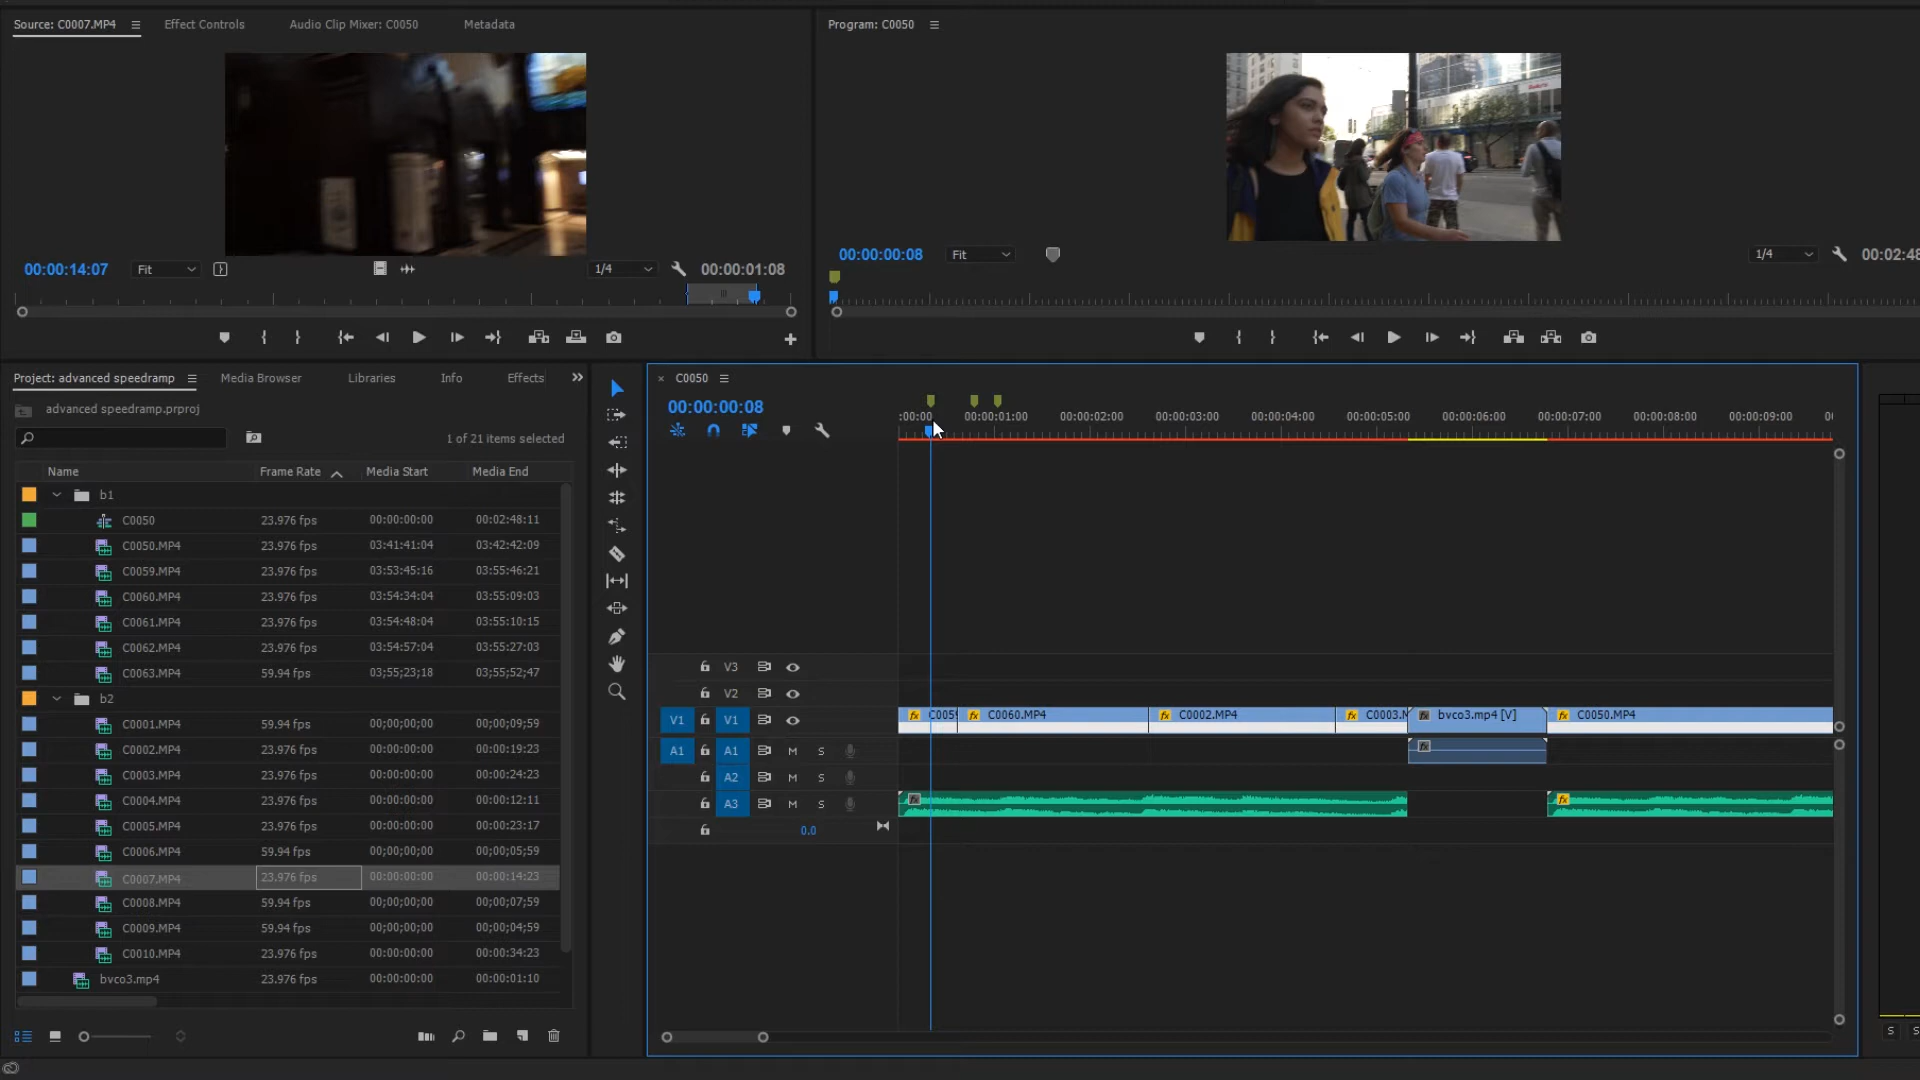 Source: C0007.MP4
Effect Controls
Audio Clip Mixer: C0050
Metadata
Program: C0050
00:00:14:07
Fit
1/4
00:00:01:08
00:00:00:08
Fit
1/4
00:02:48
Project: advanced speedramp
Media Browser
Libraries
Info
Effects
advanced speedramp.prproj
1 of 21 items selected
Name
Frame Rate
Media Start
Media End
b1
C0050 23.976 fps 00:00:00:00 00:02:48:11
C0050.MP4 23.976 fps 03:41:41:04 03:42:42:09
C0059.MP4 23.976 fps 03:53:45:16 03:55:46:21
C0060.MP4 23.976 fps 03:54:34:04 03:55:09:03
C0061.MP4 23.976 fps 03:54:48:04 03:55:10:15
C0062.MP4 23.976 fps 03:54:57:04 03:55:27:03
C0063.MP4 59.94 fps 03;55;23;18 03;55;52;47
b2
C0001.MP4 59.94 fps 00;00;00;00 00;00;09;59
C0002.MP4 23.976 fps 00:00:00:00 00:00:19:23
C0003.MP4 23.976 fps 00:00:00:00 00:00:24:23
C0004.MP4 23.976 fps 00:00:00:00 00:00:12:11
C0005.MP4 23.976 fps 00:00:00:00 00:00:23:17
C0006.MP4 59.94 fps 00;00;00;00 00;00;05;59
C0007.MP4 23.976 fps 00:00:00:00 00:00:14:23
C0008.MP4 59.94 fps 00;00;00;00 00;00;07;59
C0009.MP4 59.94 fps 00;00;00;00 00;00;04;59
C0010.MP4 23.976 fps 00:00:00:00 00:00:34:23
bvco3.mp4 23.976 fps 00:00:00:00 00:00:01:10
× C0050
00:00:00:08
:00:00 00:00:01:00 00:00:02:00 00:00:03:00 00:00:04:00 00:00:05:00 00:00:06:00 00:00:07:00 00:00:08:00 00:00:09:00 0
V3
V2
V1 V1
fx C0059 fx C0060.MP4 fx C0002.MP4 fx C0003.M fx bvco3.mp4 [V] fx C0050.MP4
A1 A1 M S
fx
A2 M S
A3 M S
fx
fx
0.0
S S